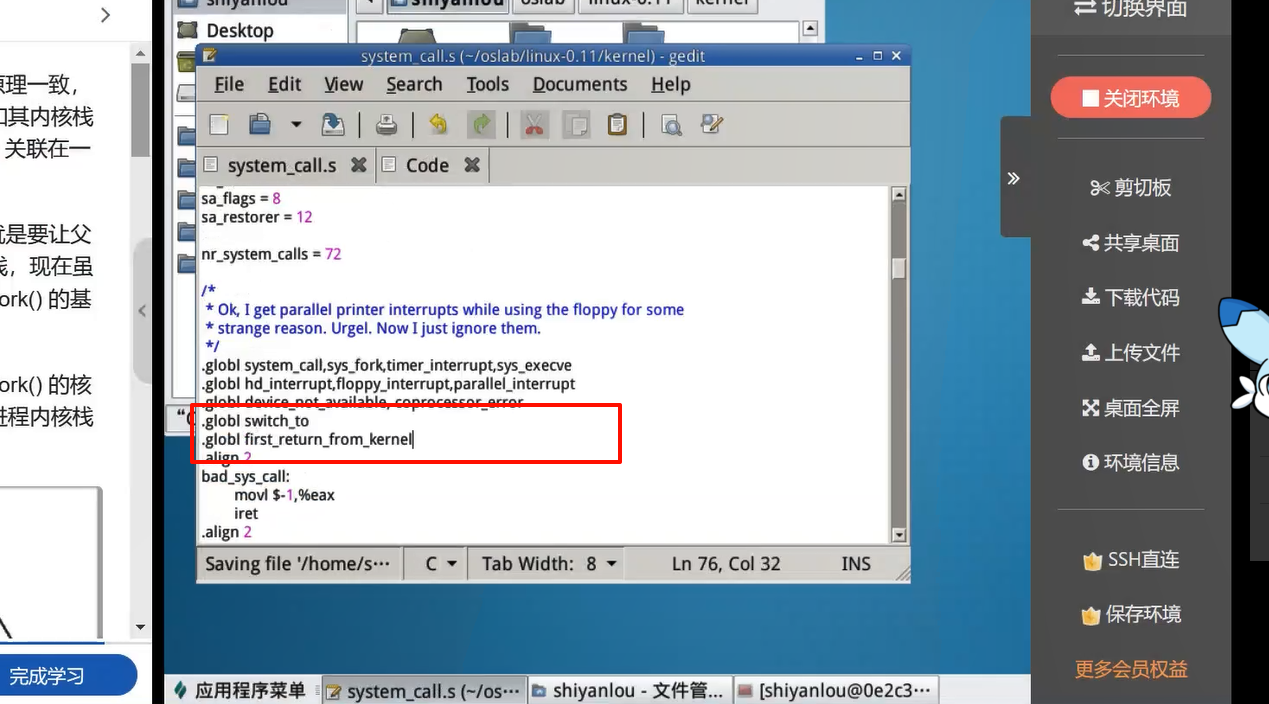 原理一致，
和其内核栈
关联在一
就是要让父
栈，现在虽
ork() 的基
ork() 的核
进程内核栈
完成学习
shiyanlou
Desktop
shiyanlou
oslab
linux-0.11
kernel
system_call.s (~/oslab/linux-0.11/kernel) - gedit
File Edit View Search Tools Documents Help
system_call.s
Code
sa_flags = 8
sa_restorer = 12
nr_system_calls = 72
/*
* Ok, I get parallel printer interrupts while using the floppy for some
* strange reason. Urgel. Now I just ignore them.
*/
.globl system_call,sys_fork,timer_interrupt,sys_execve
.globl hd_interrupt,floppy_interrupt,parallel_interrupt
.globl device_not_available, coprocessor_error
.globl switch_to
.globl first_return_from_kernel
.align 2
bad_sys_call:
movl $-1,%eax
iret
.align 2
Saving file '/home/s⋯ C Tab Width: 8 Ln 76, Col 32 INS
应用程序菜单
system_call.s (~/os⋯
shiyanlou - 文件管...
[shiyanlou@0e2c3⋯
切换界面
关闭环境
剪切板
共享桌面
下载代码
上传文件
桌面全屏
环境信息
SSH直连
保存环境
更多会员权益